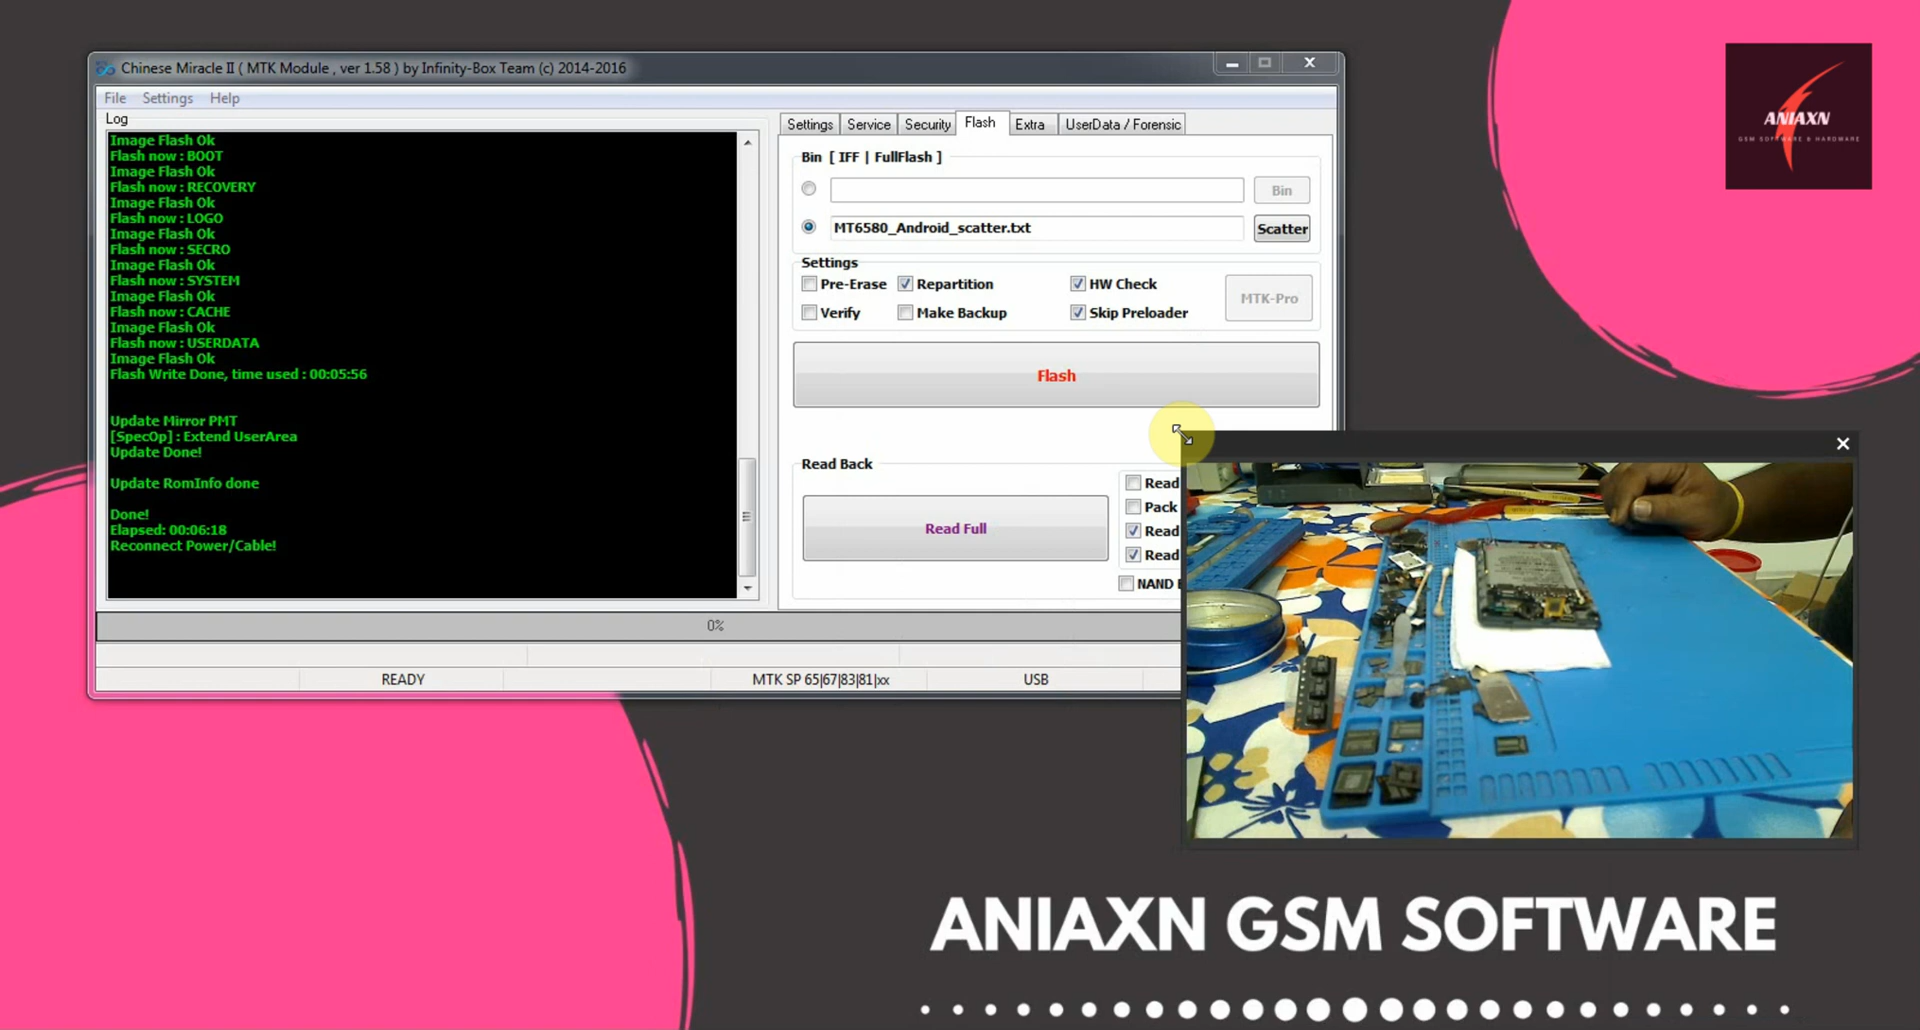 Chinese Miracle II ( MTK Module , ver 1.58 ) by Infinity-Box Team (c) 2014-2016
File Settings Help
Log
Image Flash Ok
Flash now : BOOT
Image Flash Ok
Flash now : RECOVERY
Image Flash Ok
Flash now : LOGO
Image Flash Ok
Flash now : SECRO
Image Flash Ok
Flash now : SYSTEM
Image Flash Ok
Flash now : CACHE
Image Flash Ok
Flash now : USERDATA
Image Flash Ok
Flash Write Done, time used : 00:05:56
Update Mirror PMT
[SpecOp] : Extend UserArea
Update Done!
Update RomInfo done
Done!
Elapsed: 00:06:18
Reconnect Power/Cable!
Settings Service Security Flash Extra UserData / Forensic
Bin [ IFF | FullFlash ]
Bin
MT6580_Android_scatter.txt Scatter
Settings
Pre-Erase Repartition HW Check
MTK-Pro
Verify Make Backup Skip Preloader
Flash
Read Back
Read Full
Read
Pack
Read
Read
NAND
0%
READY MTK SP 65|67|83|81|xx USB
ANIAXN
GSM SOFTWARE & HARDWARE
ANIAXN GSM SOFTWARE